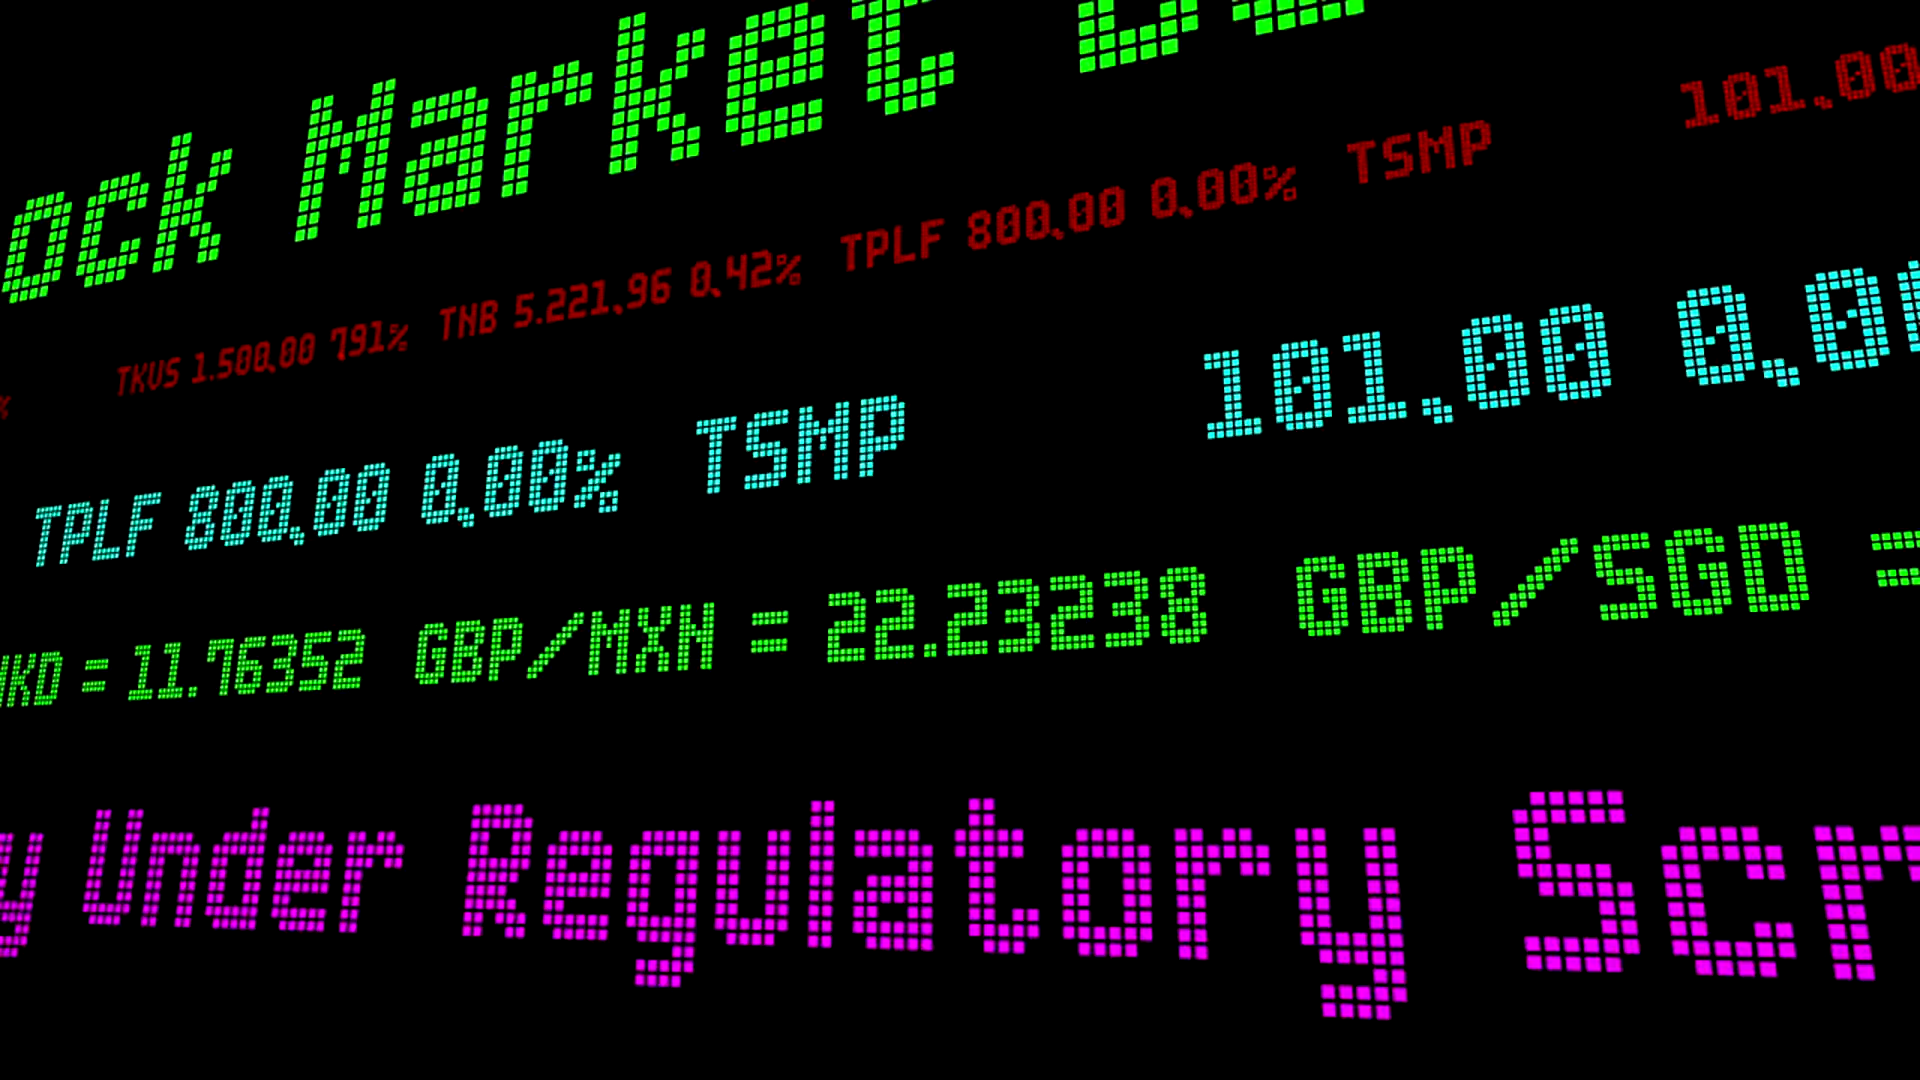 ock Market
% TKUS 1.500,00 791% TNB 5.221,96 0,42% TPLF 800,00 0,00% TSMP 101,00
TPLF 800,00 0,00% TSMP 101,00 0,0
HKD = 11.76352 GBP/MXN = 22.23238 GBP/SGD =
y Under Regulatory Scr